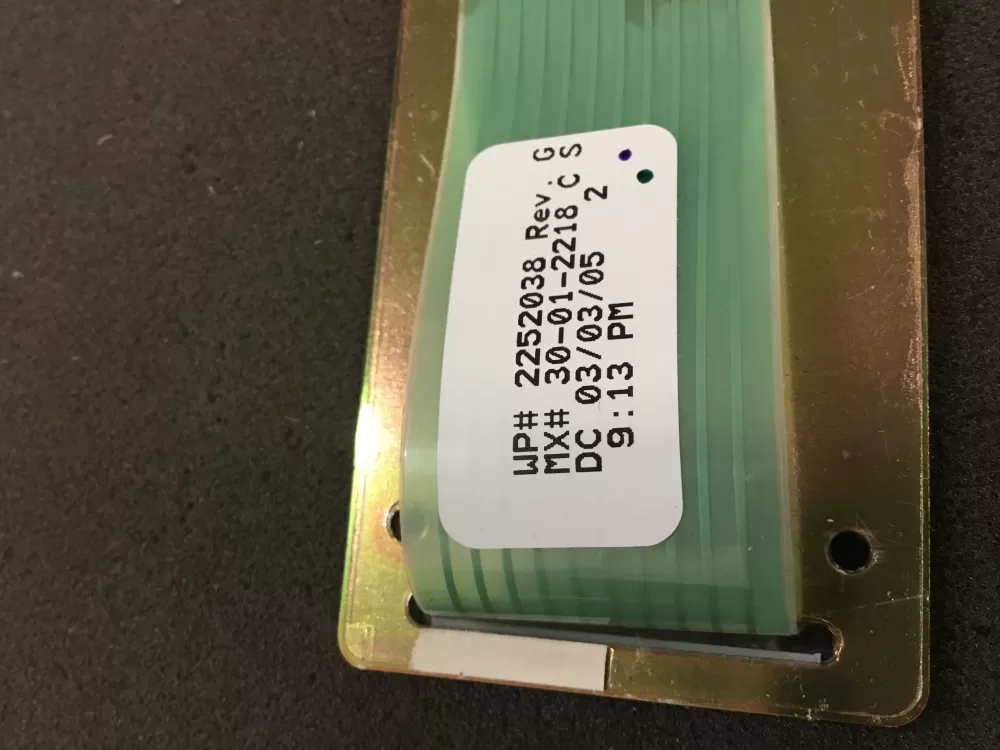 WP# 2252038 Rev. G
MX# 30-01-2218 C S
DC 03/03/05 2
9:13 PM